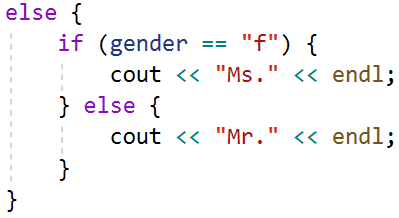 else {
    if (gender == "f") {
        cout << "Ms." << endl;
    } else {
        cout << "Mr." << endl;
    }
}